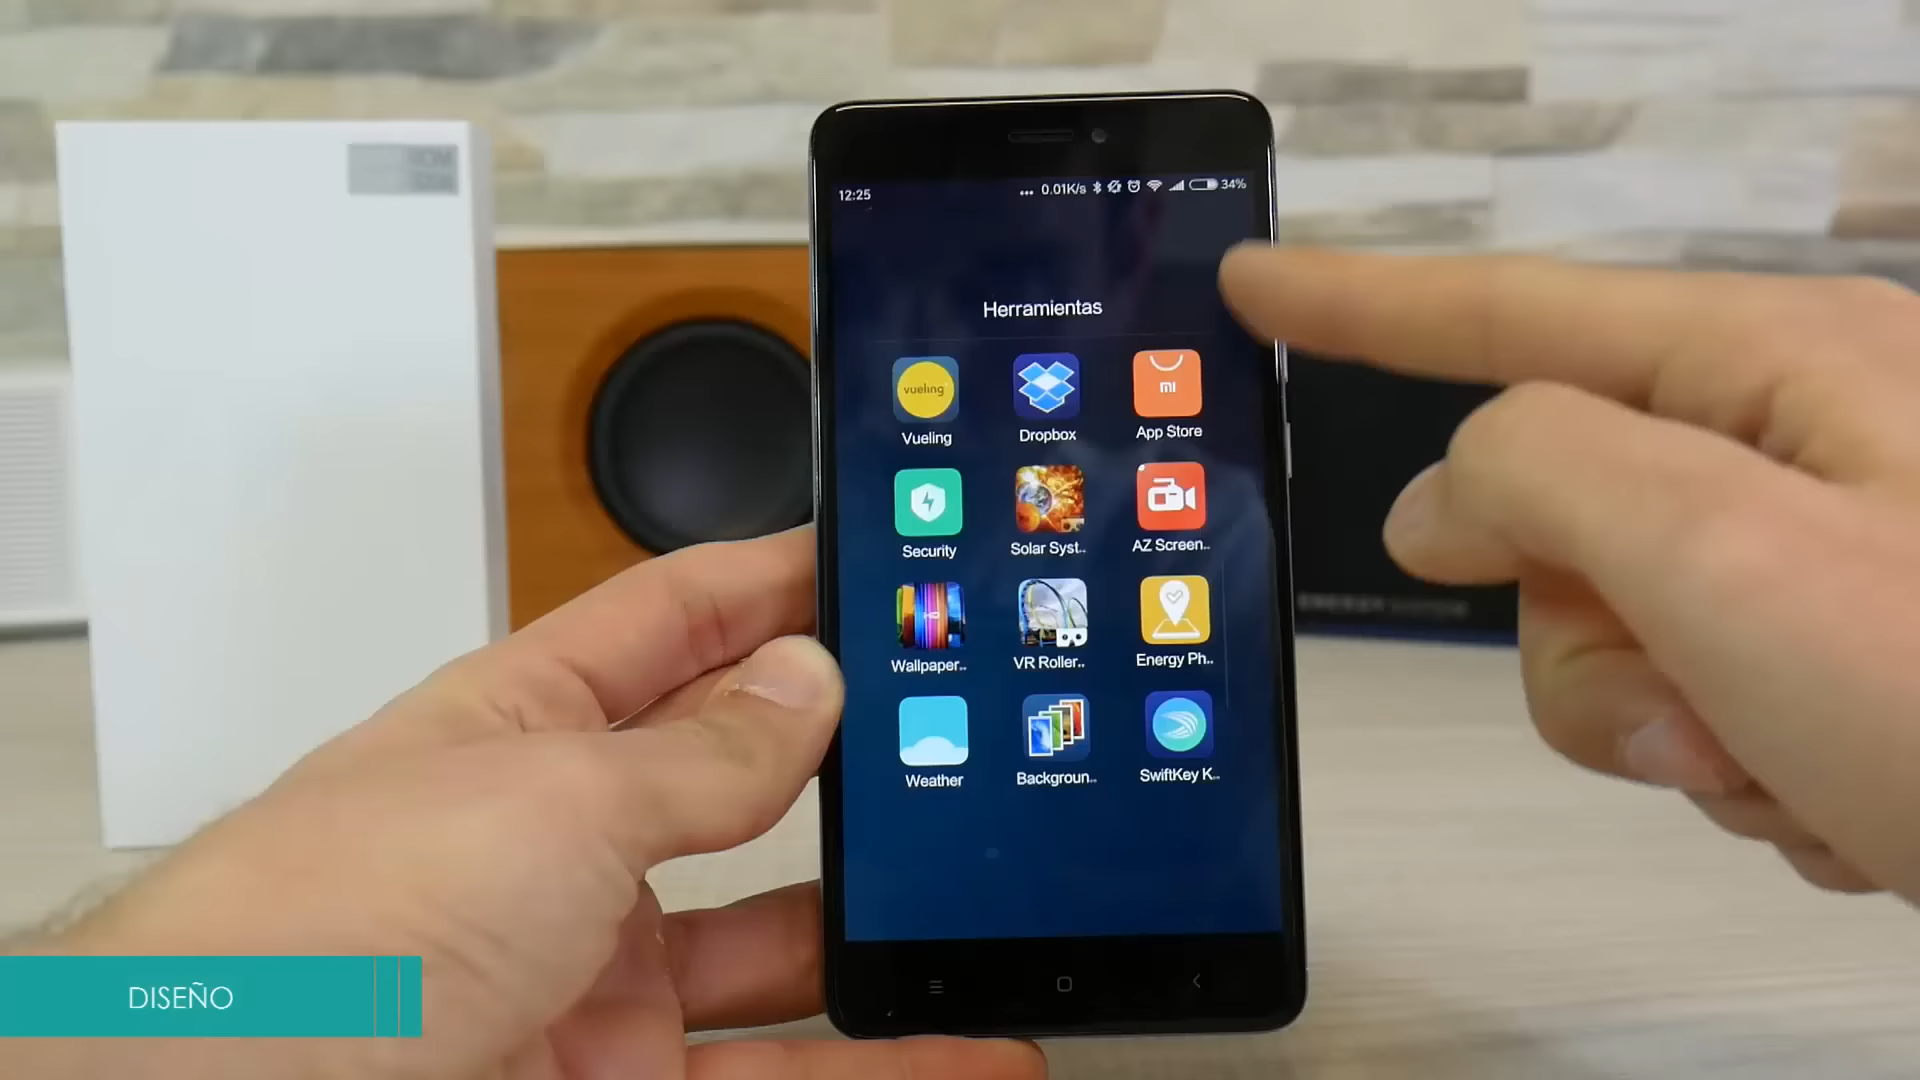 12:25
... 0.01K/s 34%
Herramientas
vueling
mi
Vueling
Dropbox
App Store
Security
Solar Syst..
AZ Screen..
HD
Wallpaper..
VR Roller..
Energy Ph..
Weather
Backgroun..
SwiftKey K..
DISEÑO